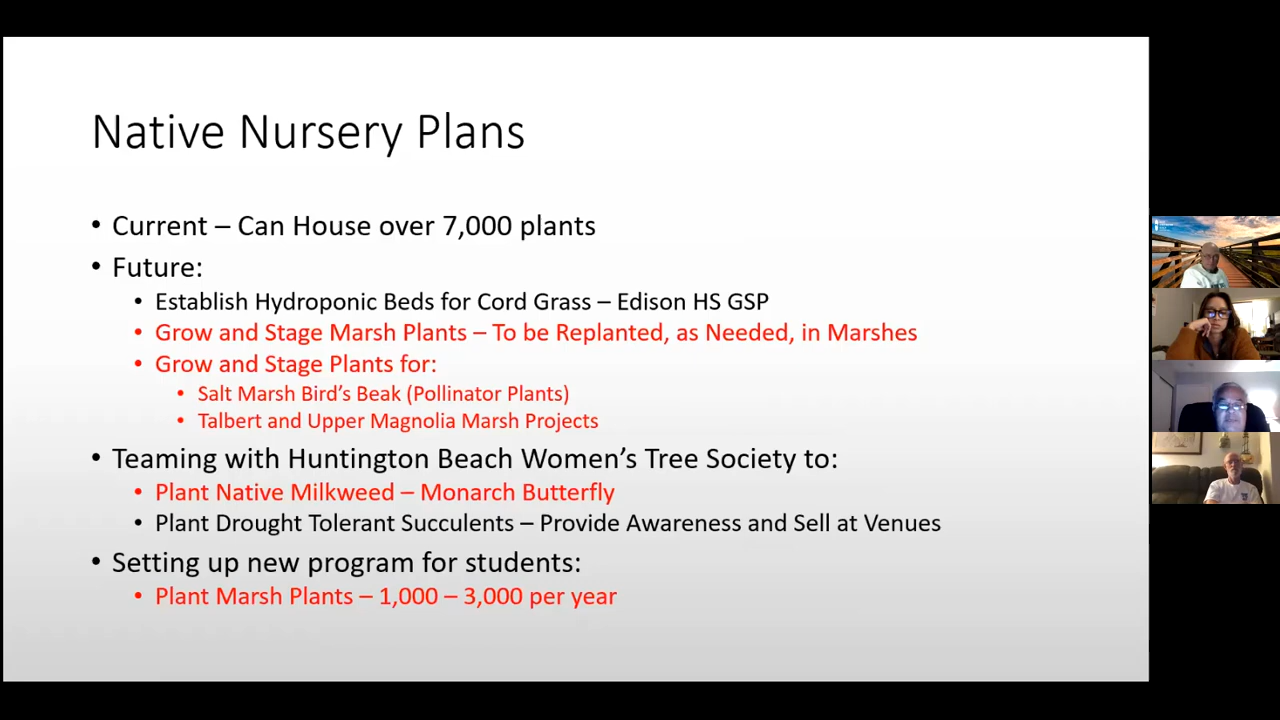 Native Nursery Plans
• Current – Can House over 7,000 plants
• Future:
• Establish Hydroponic Beds for Cord Grass – Edison HS GSP
• Grow and Stage Marsh Plants – To be Replanted, as Needed, in Marshes
• Grow and Stage Plants for:
• Salt Marsh Bird’s Beak (Pollinator Plants)
• Talbert and Upper Magnolia Marsh Projects
• Teaming with Huntington Beach Women’s Tree Society to:
• Plant Native Milkweed – Monarch Butterfly
• Plant Drought Tolerant Succulents – Provide Awareness and Sell at Venues
• Setting up new program for students:
• Plant Marsh Plants – 1,000 – 3,000 per year